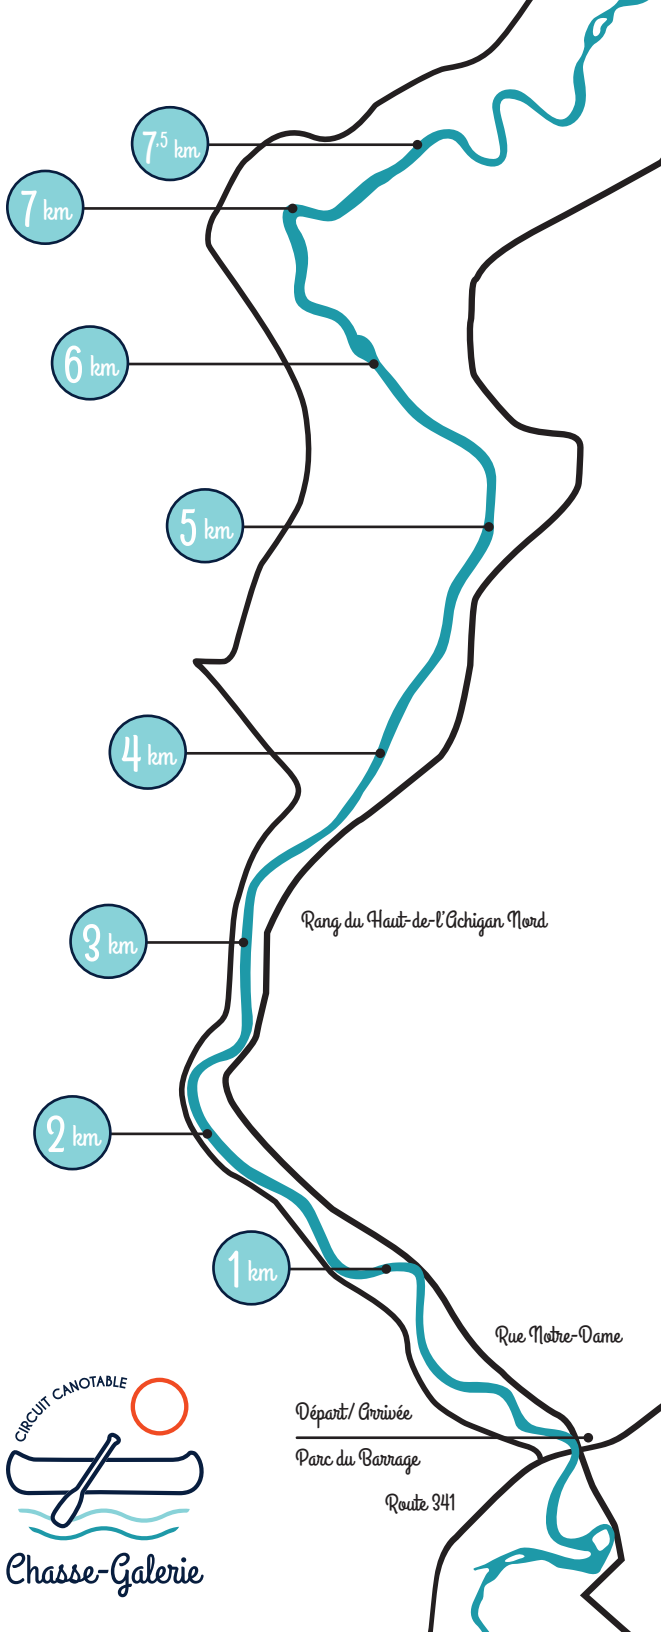 7,5 km
7 km
6 km
5 km
4 km
Rang du Haut-de-l'Achigan Nord
3 km
2 km
1 km
Rue Notre-Dame
Départ/Arrivée
Parc du Barrage
Route 341
CIRCUIT CANOTABLE
Chasse-Galerie